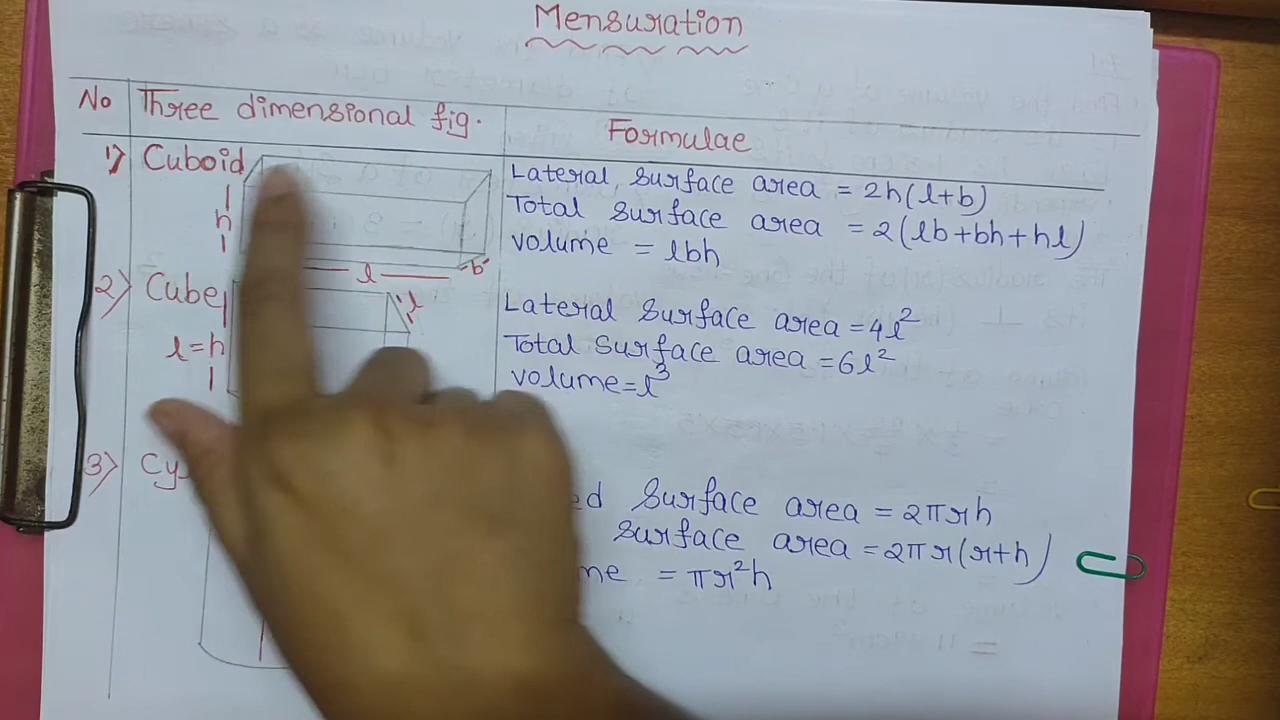 Mensuration
No Three dimensional fig. Formulae
1) Cuboid
h
l b
Lateral surface area = 2h(l+b)
Total surface area = 2(lb+bh+hl)
volume = lbh
2) Cube
l
l=h
Lateral Surface area = 4l²
Total surface area = 6l²
volume = l³
3) Cy
Surface area = 2πrh
surface area = 2πr(r+h)
= πr²h